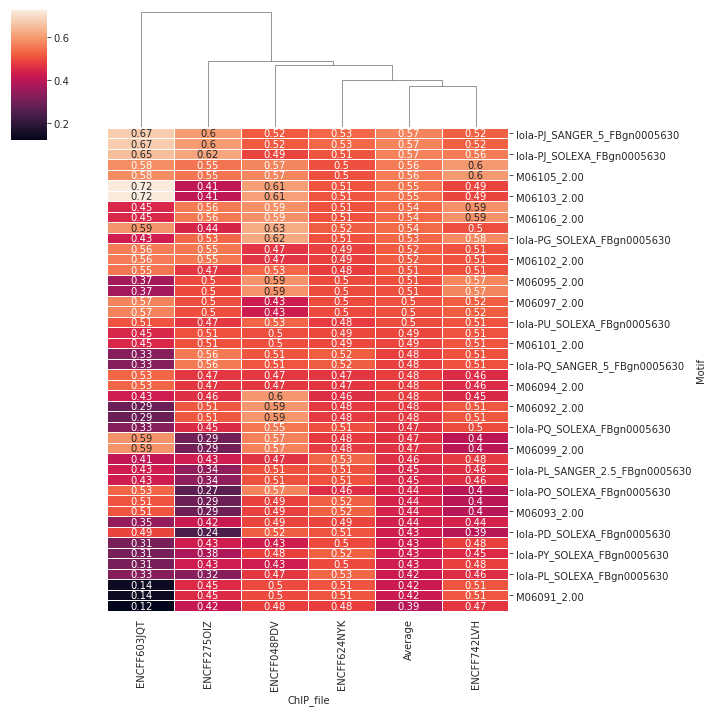 0.6
0.4
0.2
0.67 0.6 0.52 0.53 0.57 0.52 lola-PJ_SANGER_5_FBgn0005630
0.67 0.6 0.52 0.53 0.57 0.52
0.65 0.62 0.49 0.51 0.57 0.56 lola-PJ_SOLEXA_FBgn0005630
0.58 0.55 0.57 0.5 0.56 0.6
0.58 0.55 0.57 0.5 0.56 0.6 M06105_2.00
0.72 0.41 0.61 0.51 0.55 0.49
0.72 0.41 0.61 0.51 0.55 0.49 M06103_2.00
0.45 0.56 0.59 0.51 0.54 0.59
0.45 0.56 0.59 0.51 0.54 0.59 M06106_2.00
0.59 0.44 0.63 0.52 0.54 0.5
0.43 0.53 0.62 0.51 0.53 0.58 lola-PG_SOLEXA_FBgn0005630
0.56 0.55 0.47 0.49 0.52 0.51
0.56 0.55 0.47 0.49 0.52 0.51 M06102_2.00
0.55 0.47 0.53 0.48 0.51 0.51
0.37 0.5 0.59 0.5 0.51 0.57 M06095_2.00
0.37 0.5 0.59 0.5 0.51 0.57
0.57 0.5 0.43 0.5 0.5 0.52 M06097_2.00
0.57 0.5 0.43 0.5 0.5 0.52
0.51 0.47 0.53 0.48 0.5 0.51 lola-PU_SOLEXA_FBgn0005630
0.45 0.51 0.5 0.49 0.49 0.51
0.45 0.51 0.5 0.49 0.49 0.51 M06101_2.00
0.33 0.56 0.51 0.52 0.48 0.51
0.33 0.56 0.51 0.52 0.48 0.51 lola-PQ_SANGER_5_FBgn0005630
0.53 0.47 0.47 0.47 0.48 0.46
0.53 0.47 0.47 0.47 0.48 0.46 M06094_2.00
0.43 0.46 0.6 0.46 0.48 0.45
0.29 0.51 0.59 0.48 0.48 0.51 M06092_2.00
0.29 0.51 0.59 0.48 0.48 0.51
0.33 0.45 0.55 0.51 0.47 0.5 lola-PQ_SOLEXA_FBgn0005630
0.59 0.29 0.57 0.48 0.47 0.4
0.59 0.29 0.57 0.48 0.47 0.4 M06099_2.00
0.41 0.43 0.47 0.53 0.46 0.48
0.43 0.34 0.51 0.51 0.45 0.46 lola-PL_SANGER_2.5_FBgn0005630
0.43 0.34 0.51 0.51 0.45 0.46
0.53 0.27 0.57 0.46 0.44 0.4 lola-PO_SOLEXA_FBgn0005630
0.51 0.29 0.49 0.52 0.44 0.4
0.51 0.29 0.49 0.52 0.44 0.4 M06093_2.00
0.35 0.42 0.49 0.49 0.44 0.44
0.49 0.24 0.52 0.51 0.43 0.39 lola-PD_SOLEXA_FBgn0005630
0.31 0.43 0.43 0.5 0.43 0.48
0.31 0.38 0.48 0.52 0.43 0.45 lola-PY_SOLEXA_FBgn0005630
0.31 0.43 0.43 0.5 0.43 0.48
0.33 0.32 0.47 0.53 0.42 0.46 lola-PL_SOLEXA_FBgn0005630
0.14 0.45 0.5 0.51 0.42 0.51
0.14 0.45 0.5 0.51 0.42 0.51 M06091_2.00
0.12 0.42 0.48 0.48 0.39 0.47
Motif
ENCFF603JQT
ENCFF275OIZ
ENCFF048PDV
ENCFF624NYK
Average
ENCFF742LVH
ChIP_file